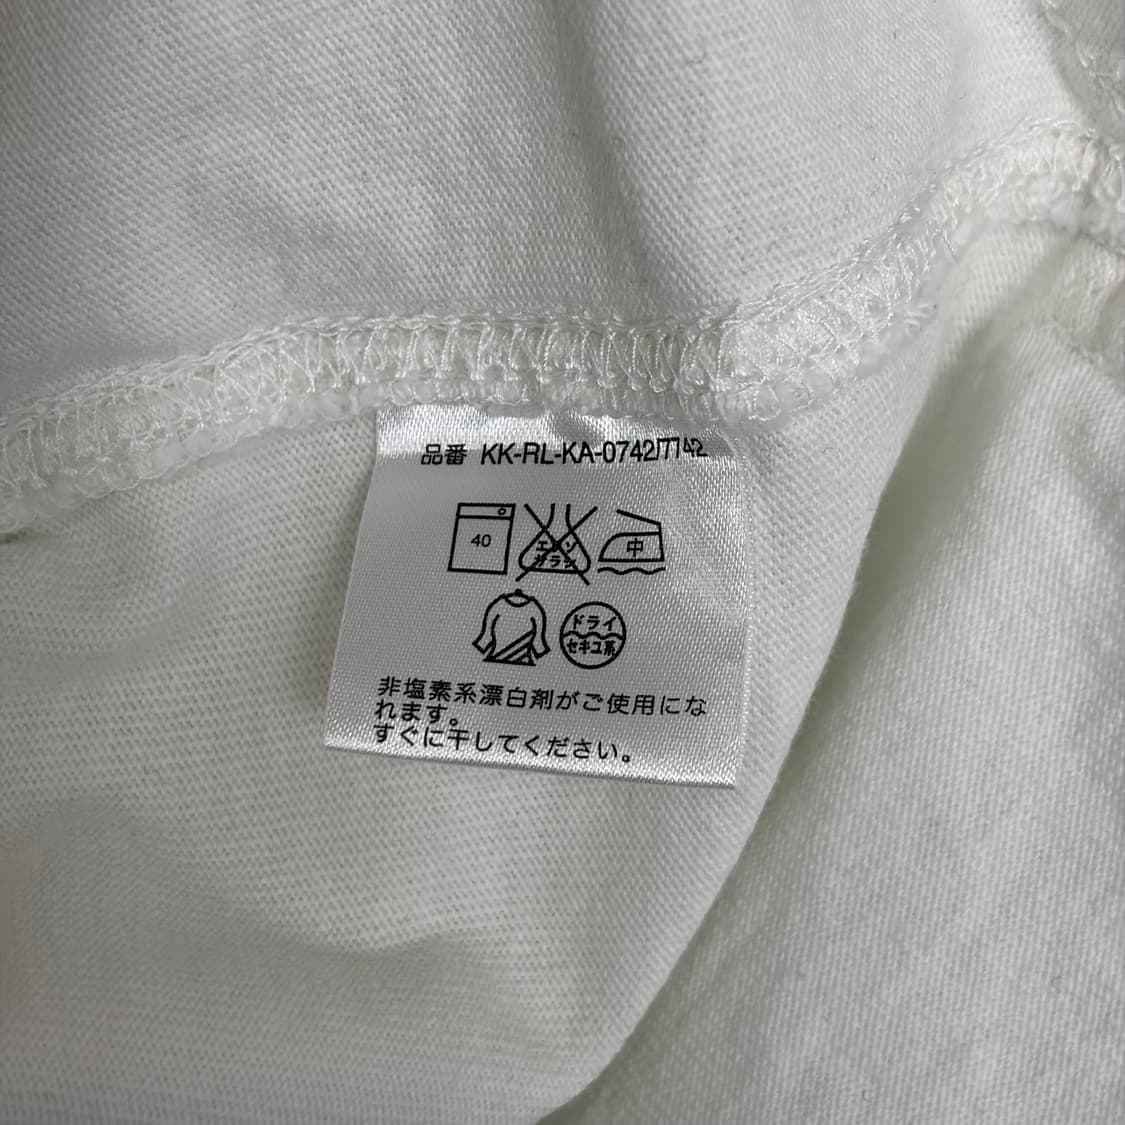 品番 KK-RL-KA-0742/7742
40
エンソ
サラシ
中
ドライ
セキユ系
非塩素系漂白剤がご使用にな
れます。
すぐに干してください。